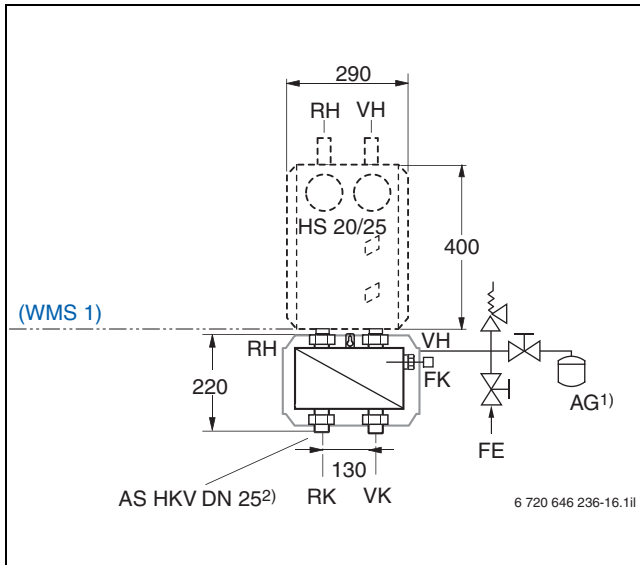 290
RH VH
HS 20/25
400
(WMS 1)
RH VH
220
FK
AG1)
FE
130
AS HKV DN 252)
RK VK
6 720 646 236-16.1il